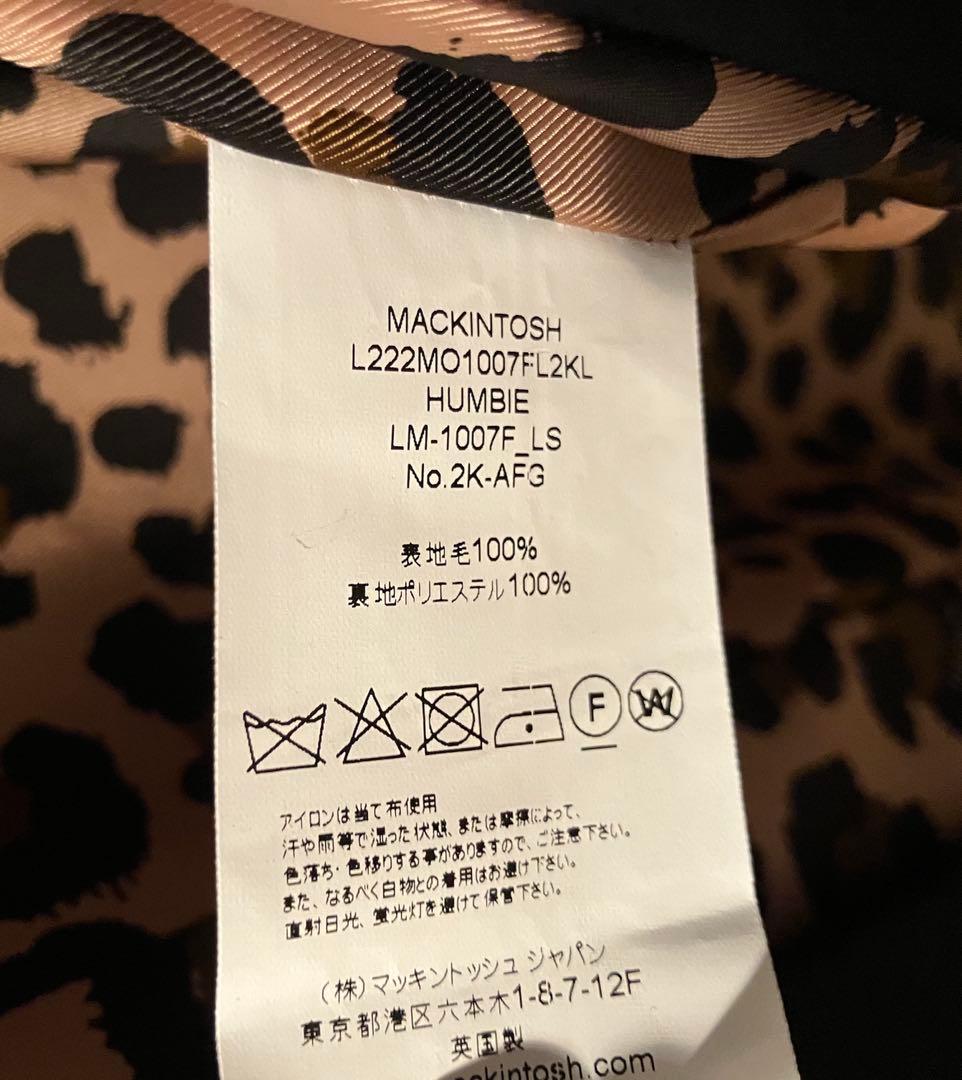 MACKINTOSH
L222MO1007FL2KL
HUMBIE
LM-1007F_LS
No.2K-AFG
表地毛100%
裏地ポリエステル100%
F W
アイロンは当て布使用
汗や雨等で湿った状態、または摩擦によって、
色落ち・色移りする事がありますので、ご注意下さい。
また、なるべく白物との着用はお避け下さい。
直射日光、蛍光灯を避けて保管下さい。
(株)マッキントッシュ ジャパン
東京都港区六本木1-8-7-12F
英国製
ckintosh.com